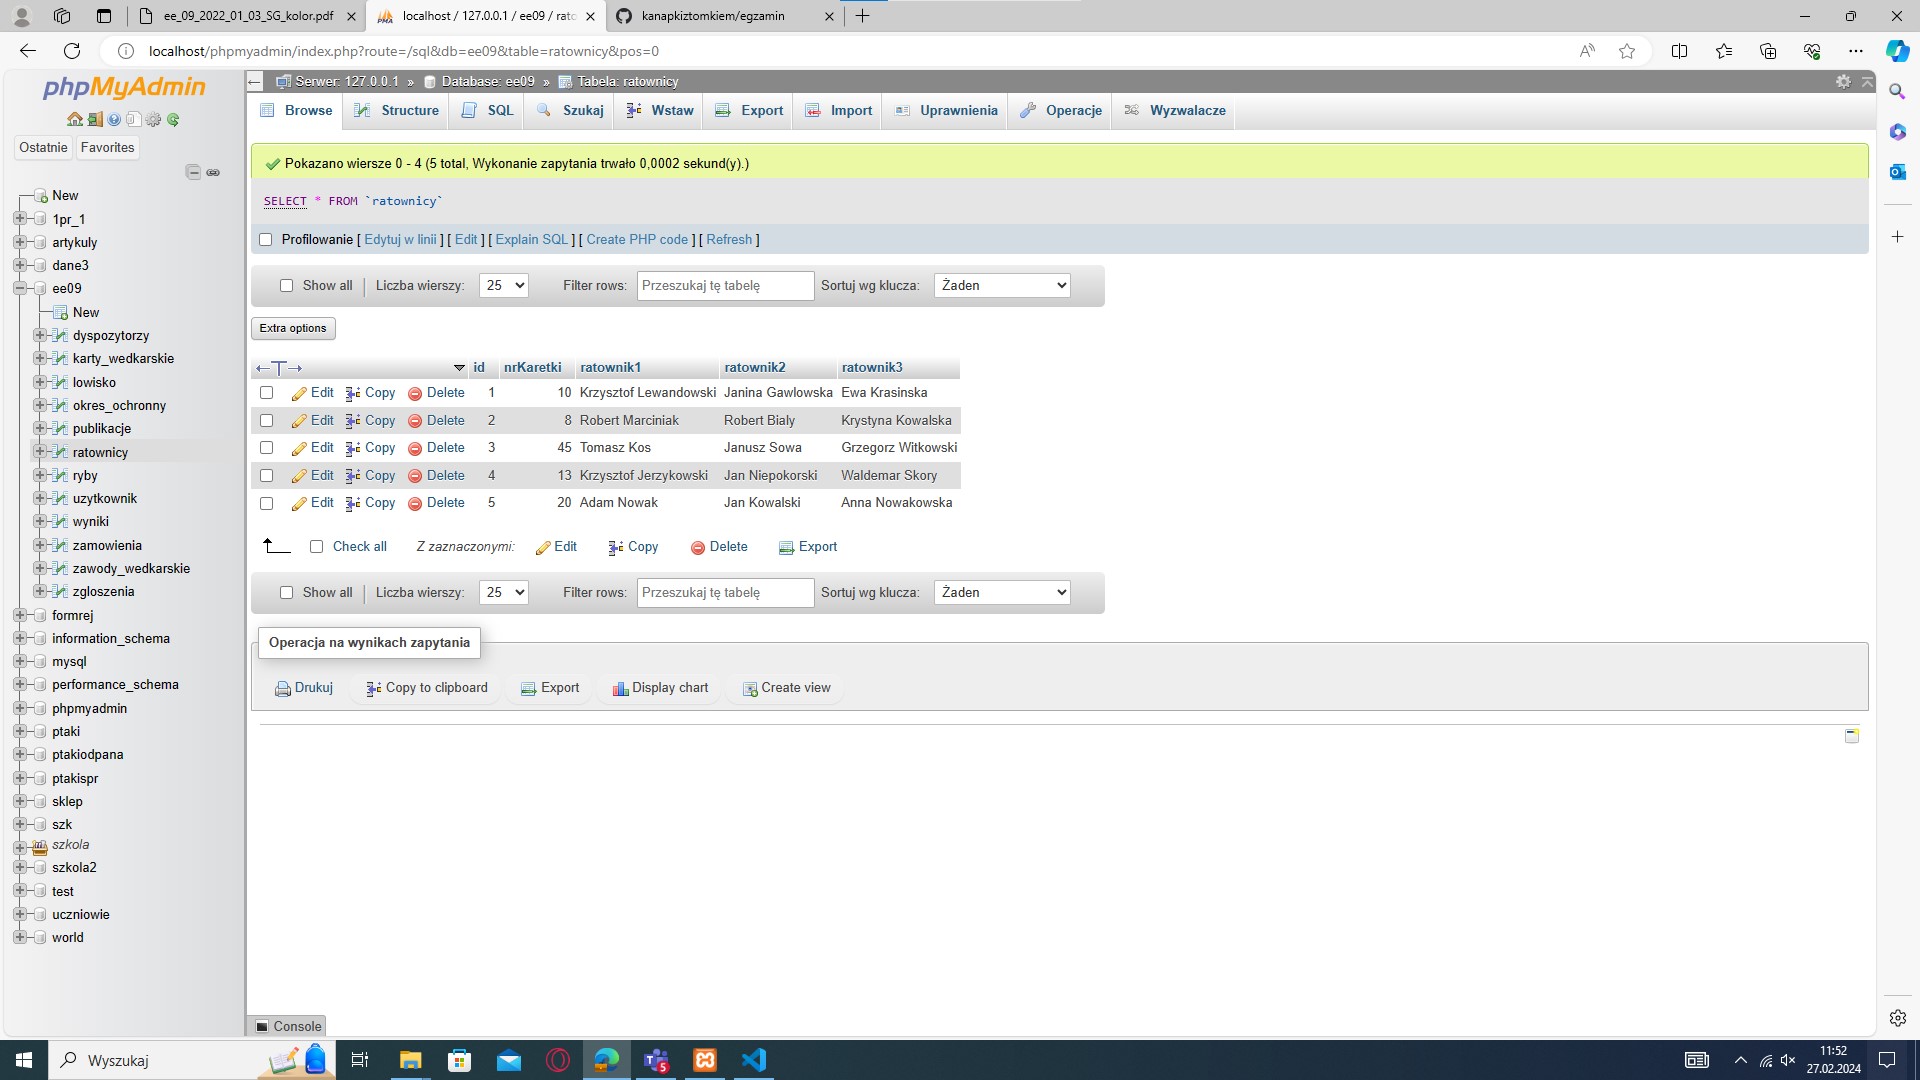 ee_09_2022_01_03_SG_kolor.pdf
localhost / 127.0.0.1 / ee09 / rato
kanapkiztomkiem/egzamin
localhost/phpmyadmin/index.php?route=/sql&db=ee09&table=ratownicy&pos=0
phpMyAdmin
Ostatnie Favorites
New
1pr_1
artykuly
dane3
ee09
New
dyspozytorzy
karty_wedkarskie
lowisko
okres_ochronny
publikacje
ratownicy
ryby
uzytkownik
wyniki
zamowienia
zawody_wedkarskie
zgloszenia
formrej
information_schema
mysql
performance_schema
phpmyadmin
ptaki
ptakiodpana
ptakispr
sklep
szk
szkola
szkola2
test
uczniowie
world
Serwer: 127.0.0.1 » Database: ee09 » Tabela: ratownicy
Browse Structure SQL Szukaj Wstaw Export Import Uprawnienia Operacje Wyzwalacze
Pokazano wiersze 0 - 4 (5 total, Wykonanie zapytania trwało 0,0002 sekund(y).)
SELECT * FROM `ratownicy`
Profilowanie [ Edytuj w linii ] [ Edit ] [ Explain SQL ] [ Create PHP code ] [ Refresh ]
Show all Liczba wierszy: 25 Filter rows: Przeszukaj tę tabelę Sortuj wg klucza: Żaden
Extra options
id nrKaretki ratownik1 ratownik2 ratownik3
Edit Copy Delete 1 10 Krzysztof Lewandowski Janina Gawlowska Ewa Krasinska
Edit Copy Delete 2 8 Robert Marciniak Robert Bialy Krystyna Kowalska
Edit Copy Delete 3 45 Tomasz Kos Janusz Sowa Grzegorz Witkowski
Edit Copy Delete 4 13 Krzysztof Jerzykowski Jan Niepokorski Waldemar Skory
Edit Copy Delete 5 20 Adam Nowak Jan Kowalski Anna Nowakowska
Check all Z zaznaczonymi: Edit Copy Delete Export
Show all Liczba wierszy: 25 Filter rows: Przeszukaj tę tabelę Sortuj wg klucza: Żaden
Operacja na wynikach zapytania
Drukuj Copy to clipboard Export Display chart Create view
Console
Wyszukaj
5
11:52
27.02.2024